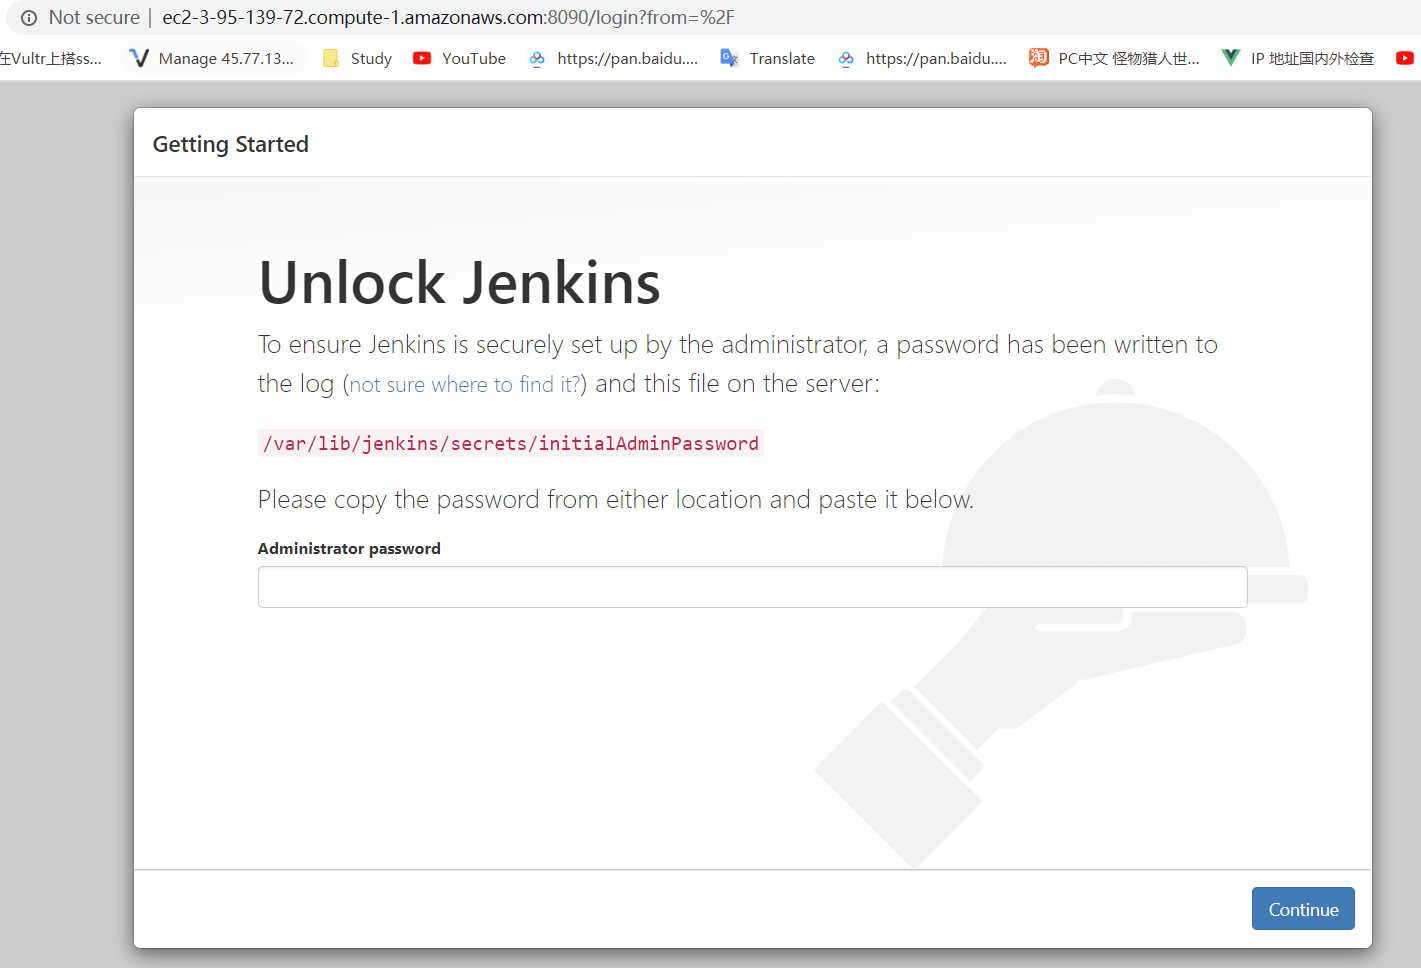 Not secure | ec2-3-95-139-72.compute-1.amazonaws.com:8090/login?from=%2F
在Vultr上搭ss... Manage 45.77.13... Study YouTube https://pan.baidu.... Translate https://pan.baidu.... 淘 PC中文 怪物猎人世... IP 地址国内外检查
Getting Started
Unlock Jenkins
To ensure Jenkins is securely set up by the administrator, a password has been written to
the log (not sure where to find it?) and this file on the server:
/var/lib/jenkins/secrets/initialAdminPassword
Please copy the password from either location and paste it below.
Administrator password
Continue